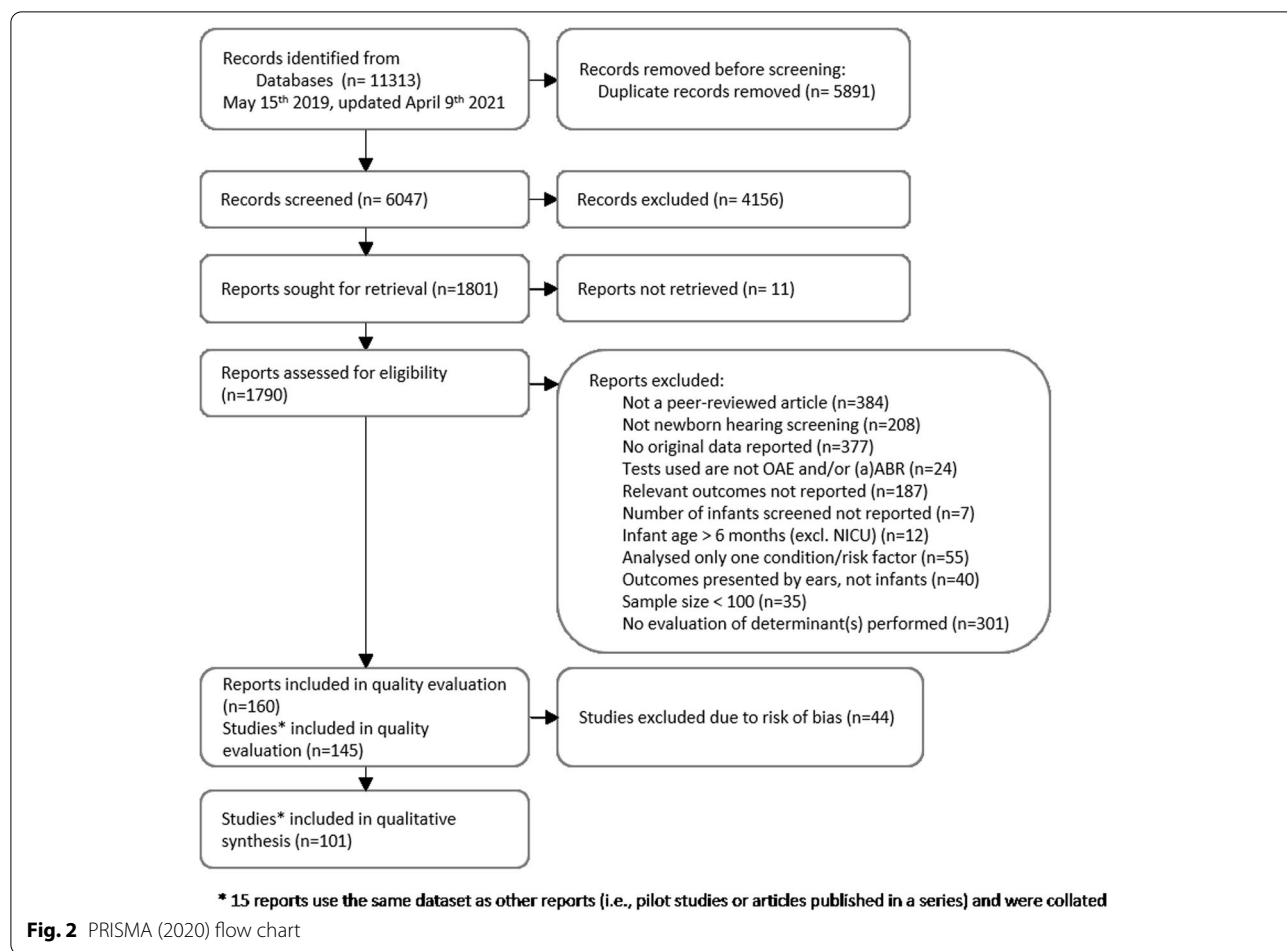 Records identified from
Databases (n= 11313)
May 15th 2019, updated April 9th 2021
Records removed before screening:
Duplicate records removed (n= 5891)
Records screened (n= 6047)
Records excluded (n= 4156)
Reports sought for retrieval (n=1801)
Reports not retrieved (n= 11)
Reports assessed for eligibility
(n=1790)
Reports excluded:
Not a peer-reviewed article (n=384)
Not newborn hearing screening (n=208)
No original data reported (n=377)
Tests used are not OAE and/or (a)ABR (n=24)
Relevant outcomes not reported (n=187)
Number of infants screened not reported (n=7)
Infant age > 6 months (excl. NICU) (n=12)
Analysed only one condition/risk factor (n=55)
Outcomes presented by ears, not infants (n=40)
Sample size < 100 (n=35)
No evaluation of determinant(s) performed (n=301)
Reports included in quality evaluation
(n=160)
Studies* included in quality
evaluation (n=145)
Studies excluded due to risk of bias (n=44)
Studies* included in qualitative
synthesis (n=101)
* 15 reports use the same dataset as other reports (i.e., pilot studies or articles published in a series) and were collated
Fig. 2 PRISMA (2020) flow chart